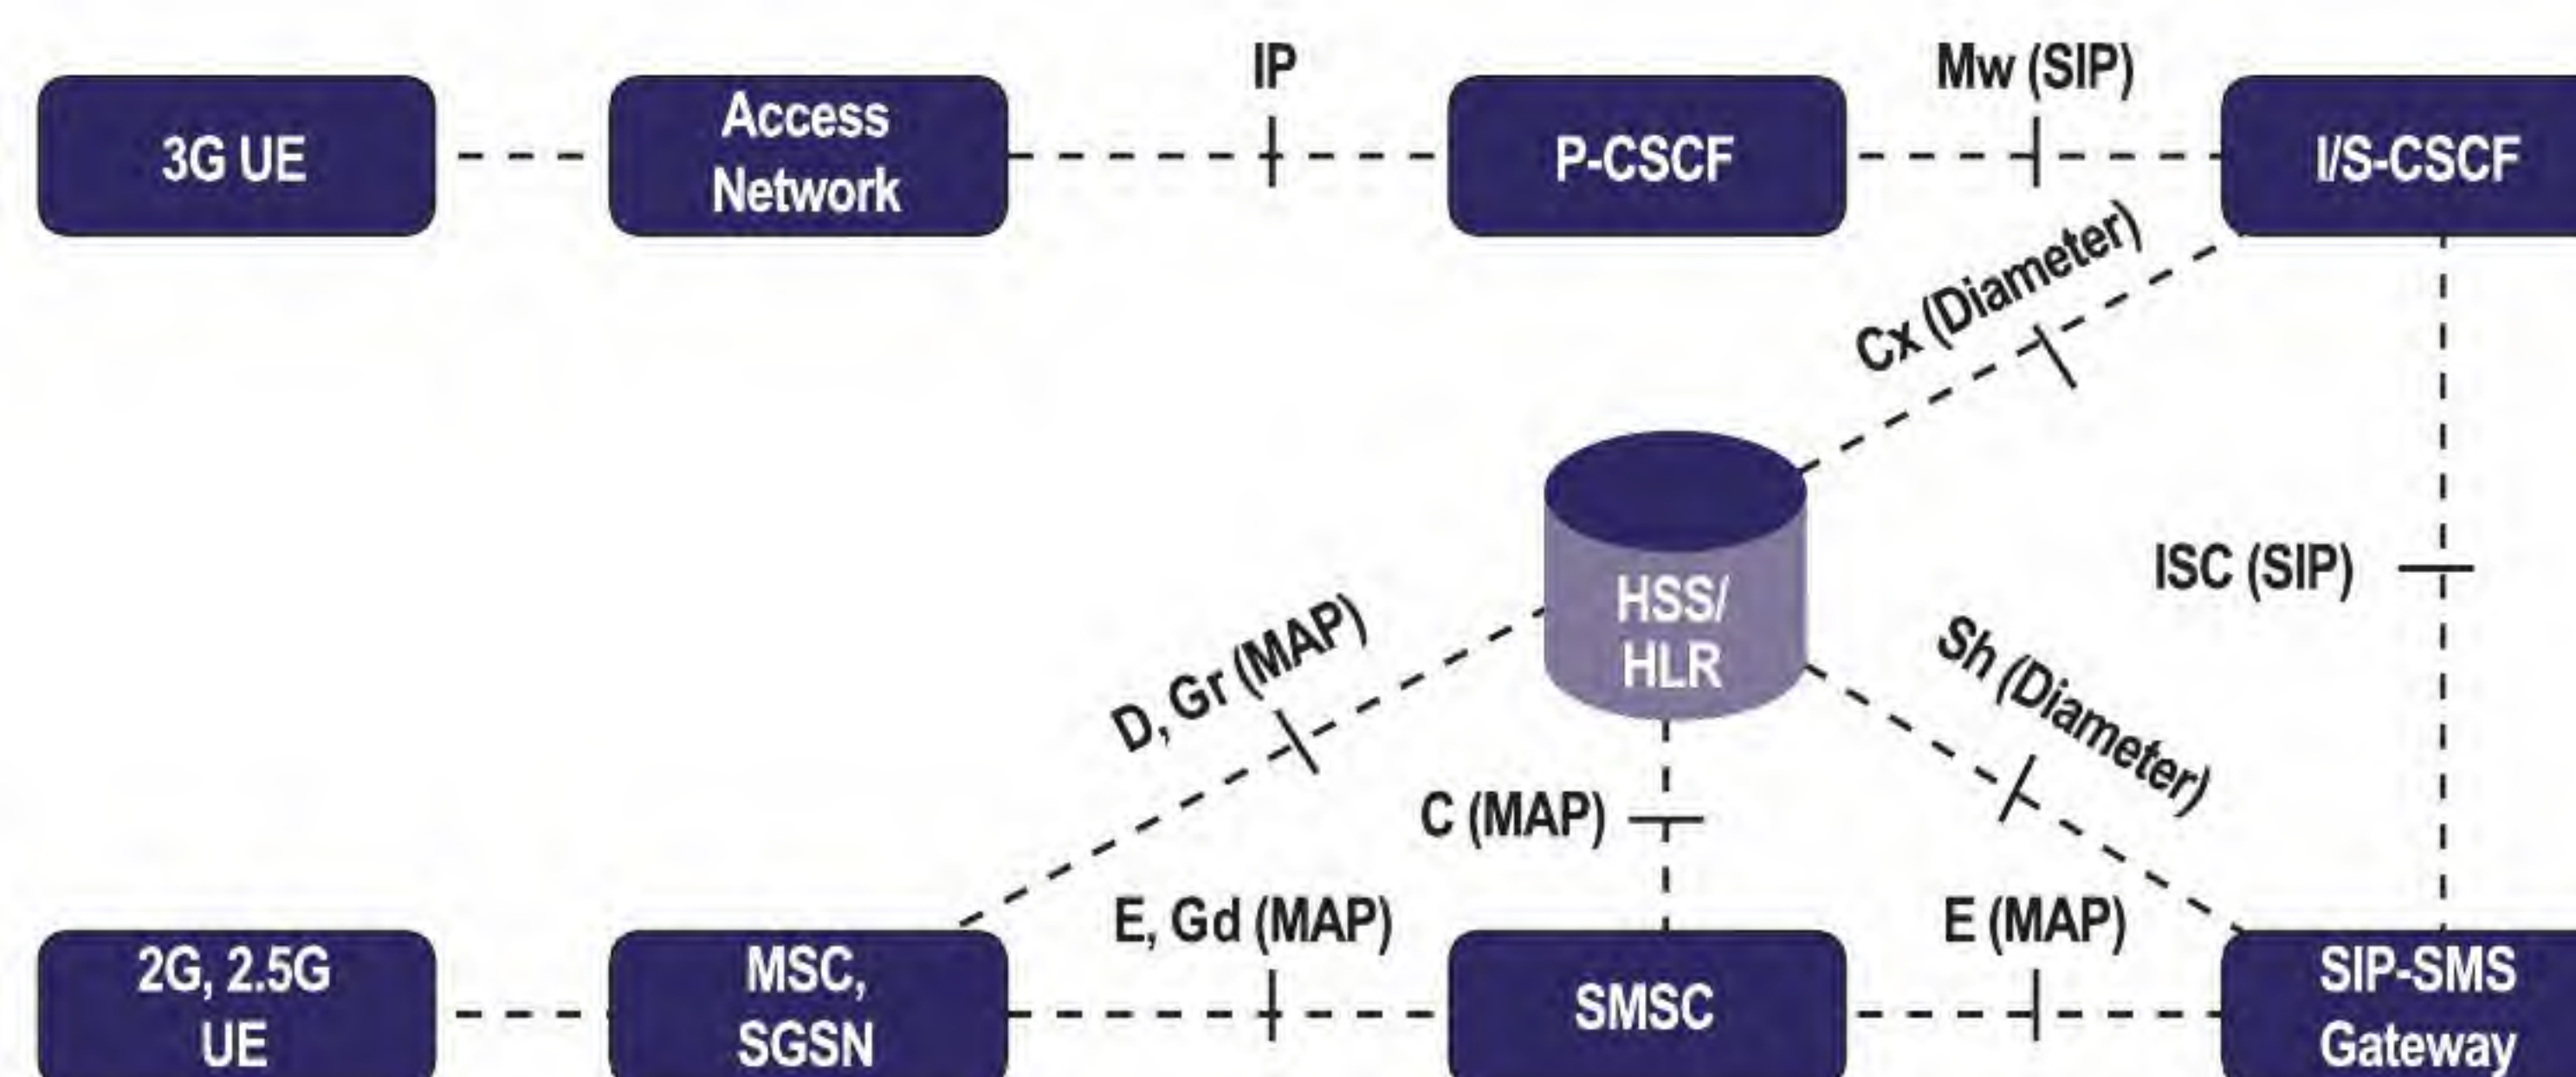 IP
Mw (SIP)
3G UE
Access
Network
P-CSCF
I/S-CSCF
Cx (Diameter)
HSS/
HLR
ISC (SIP)
D, Gr (MAP)
Sh (Diameter)
C (MAP)
E, Gd (MAP)
E (MAP)
2G, 2.5G
UE
MSC,
SGSN
SMSC
SIP-SMS
Gateway